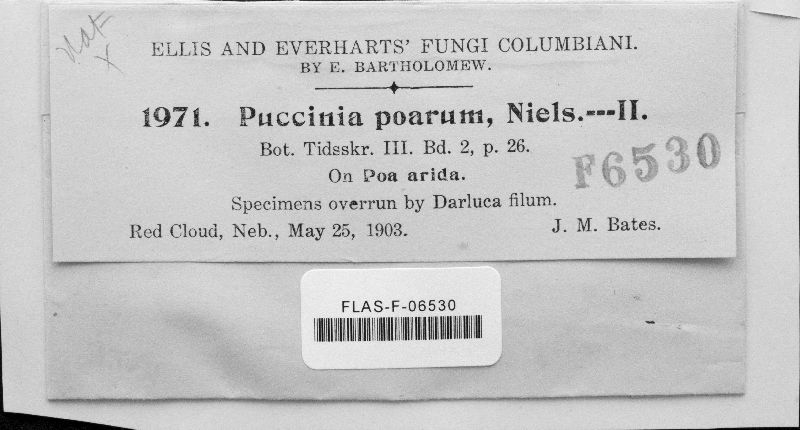 Nat
X
ELLIS AND EVERHARTS' FUNGI COLUMBIANI.
BY E. BARTHOLOMEW.
1971. Puccinia poarum, Niels.---II.
Bot. Tidsskr. III. Bd. 2, p. 26.
On Poa arida.
F6530
Specimens overrun by Darluca filum.
Red Cloud, Neb., May 25, 1903. J. M. Bates.
FLAS-F-06530